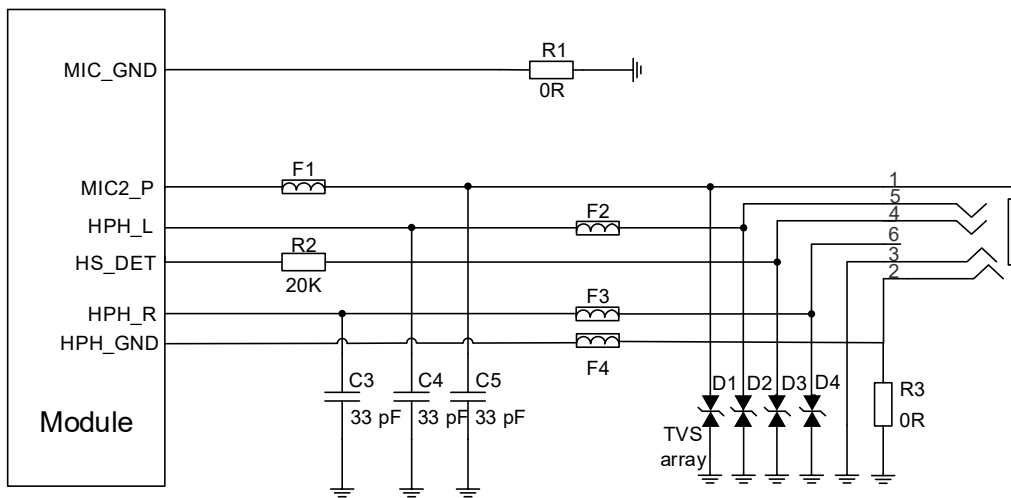 MIC_GND
R1
0R
F1
MIC2_P
1
5
HPH_L
F2
4
R2
6
HS_DET
3
20K
2
F3
HPH_R
HPH_GND
F4
C3
C4
C5
D1
D2
D3
D4
R3
33 pF
33 pF
33 pF
0R
Module
TVS
array